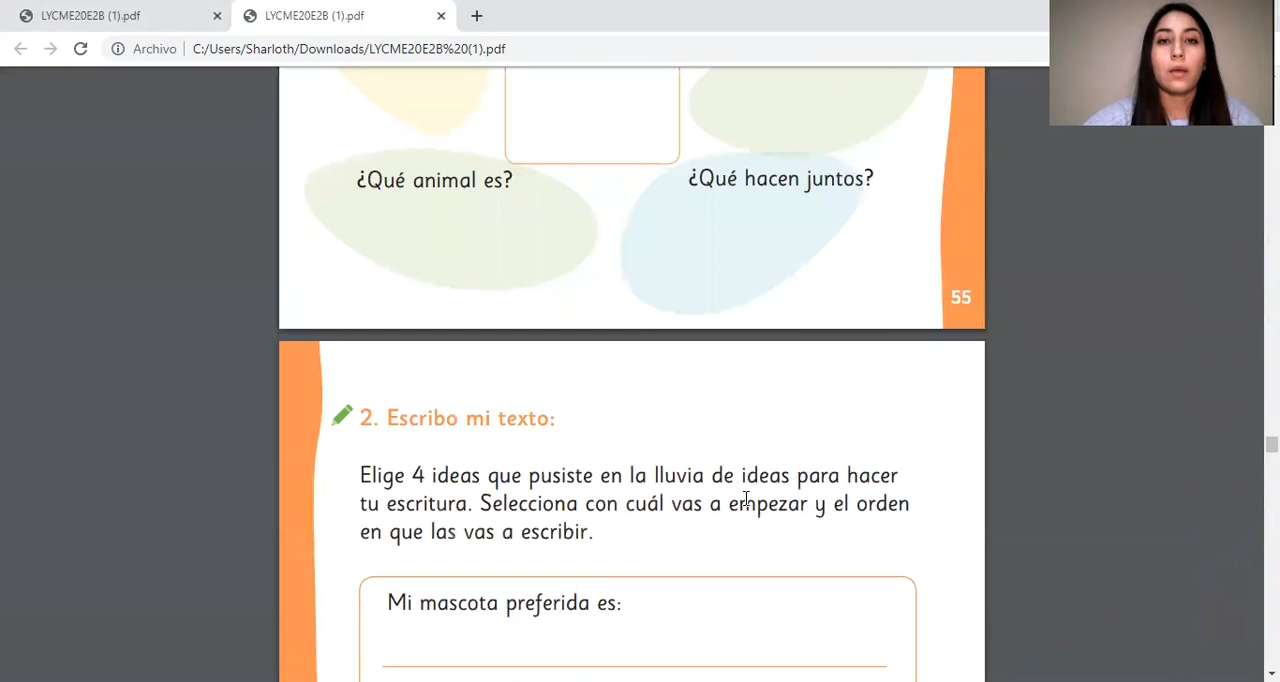 LYCME20E2B (1).pdf
LYCME20E2B (1).pdf
Archivo C:/Users/Sharloth/Downloads/LYCME20E2B%20(1).pdf
¿Qué animal es?
¿Qué hacen juntos?
55
2. Escribo mi texto:
Elige 4 ideas que pusiste en la lluvia de ideas para hacer
tu escritura. Selecciona con cuál vas a empezar y el orden
en que las vas a escribir.
Mi mascota preferida es: